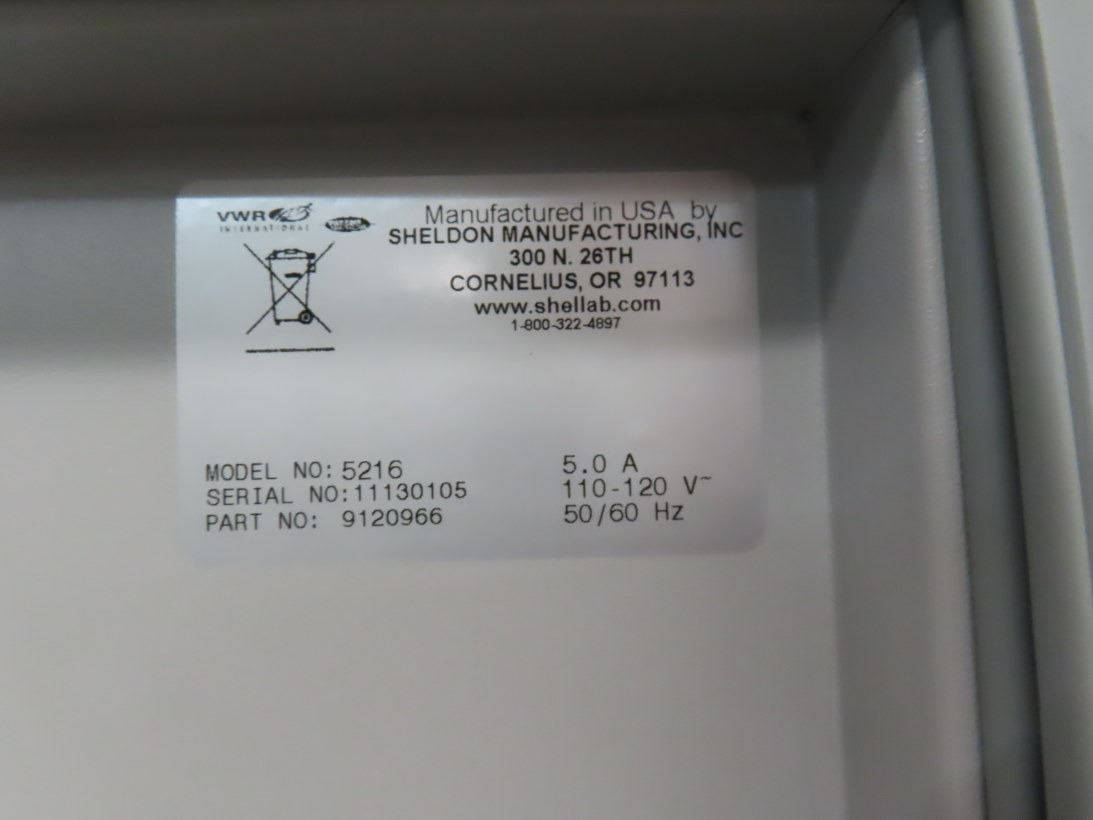 VWR
INTERNATIONAL
Manufactured in USA by
SHELDON MANUFACTURING, INC
300 N. 26TH
CORNELIUS, OR 97113
www.shellab.com
1-800-322-4897
MODEL NO: 5216
SERIAL NO: 11130105
PART NO: 9120966
5.0 A
110-120 V~
50/60 Hz